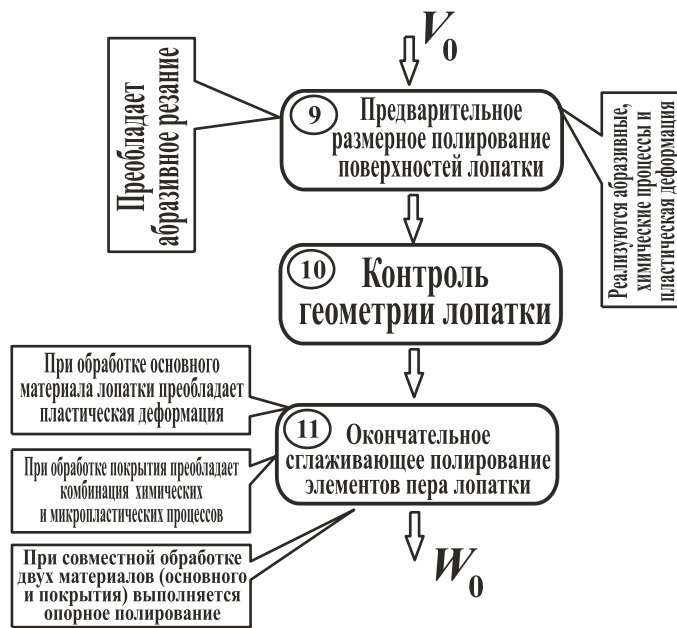 V₀
Преобладает
абразивное резание
9
Предварительное
размерное полирование
поверхностей лопатки
Реализуются абразивные,
химические процессы и
пластическая деформация
10
Контроль
геометрии лопатки
При обработке основного
материала лопатки преобладает
пластическая деформация
11
Окончательное
сглаживающее полирование
элементов пера лопатки
При обработке покрытия преобладает
комбинация химических
и микропластических процессов
При совместной обработке
двух материалов (основного
и покрытия) выполняется
опорное полирование
W₀